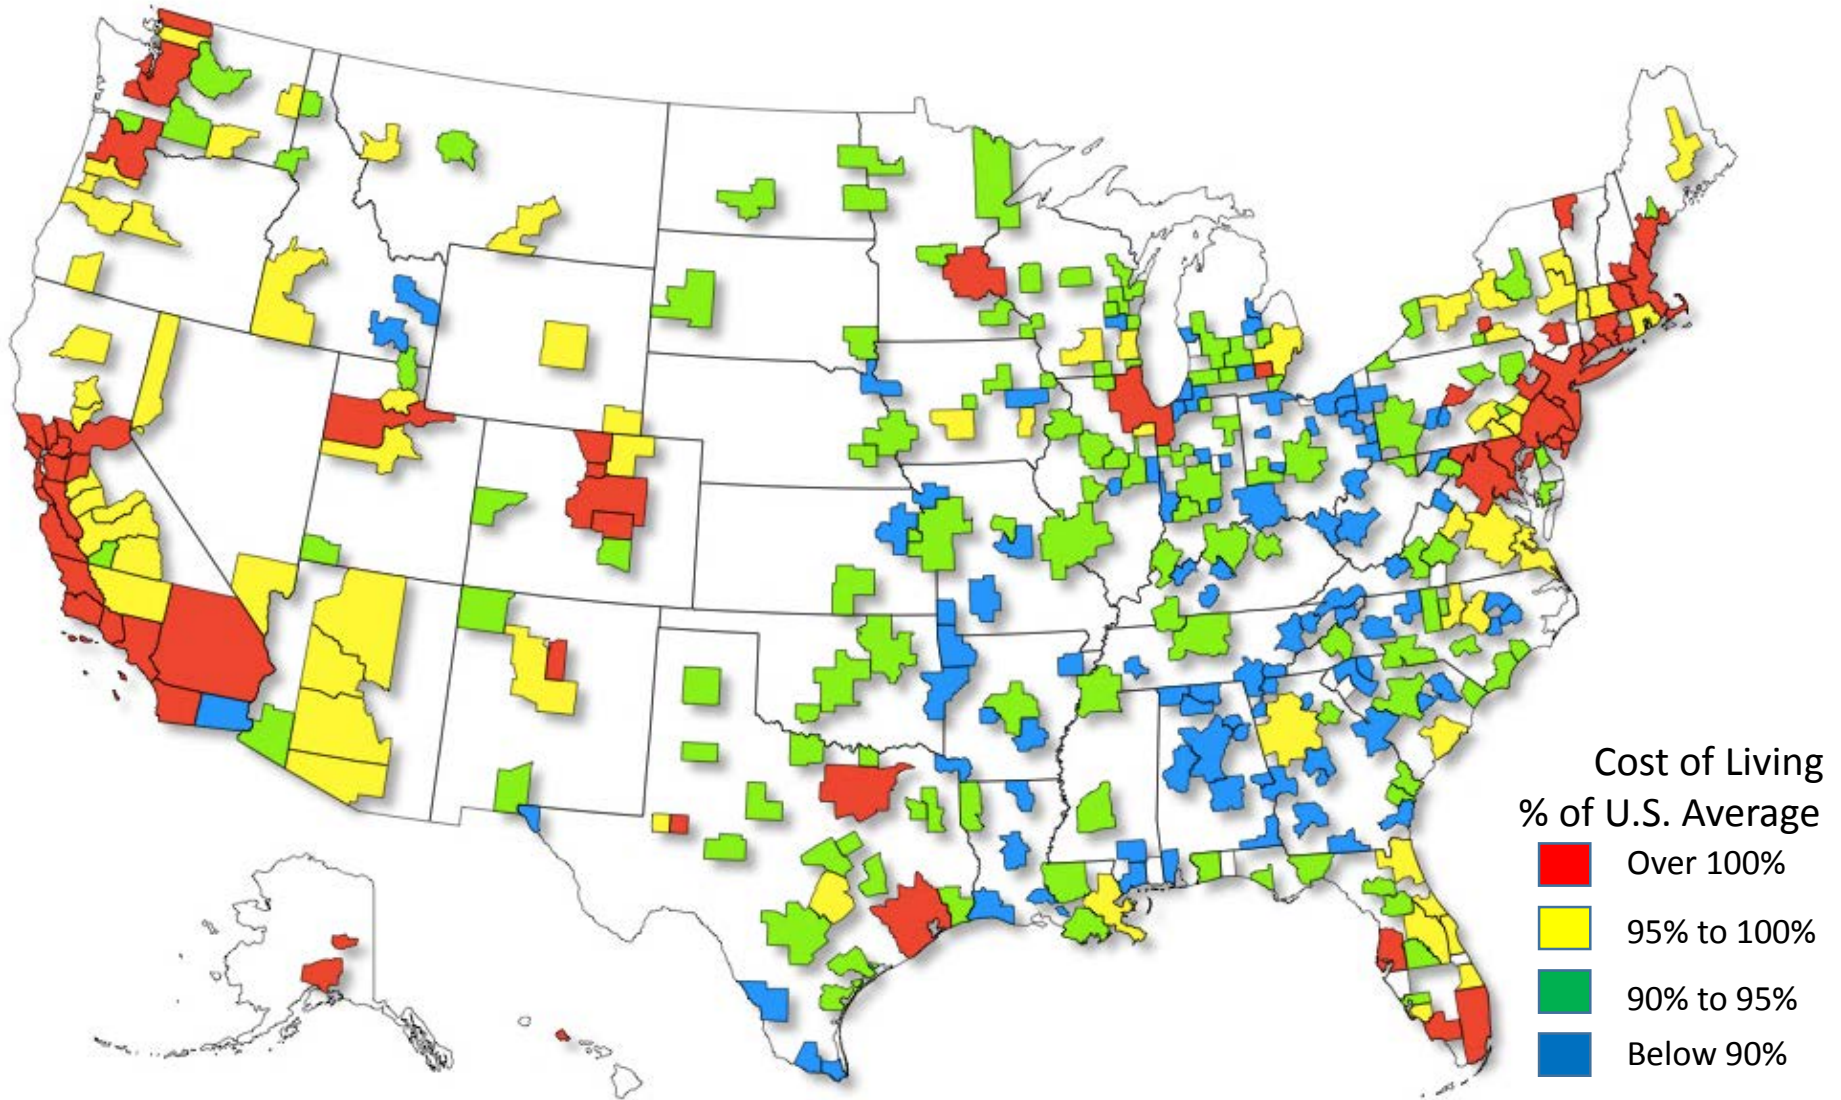 Cost of Living
% of U.S. Average
Over 100%
95% to 100%
90% to 95%
Below 90%